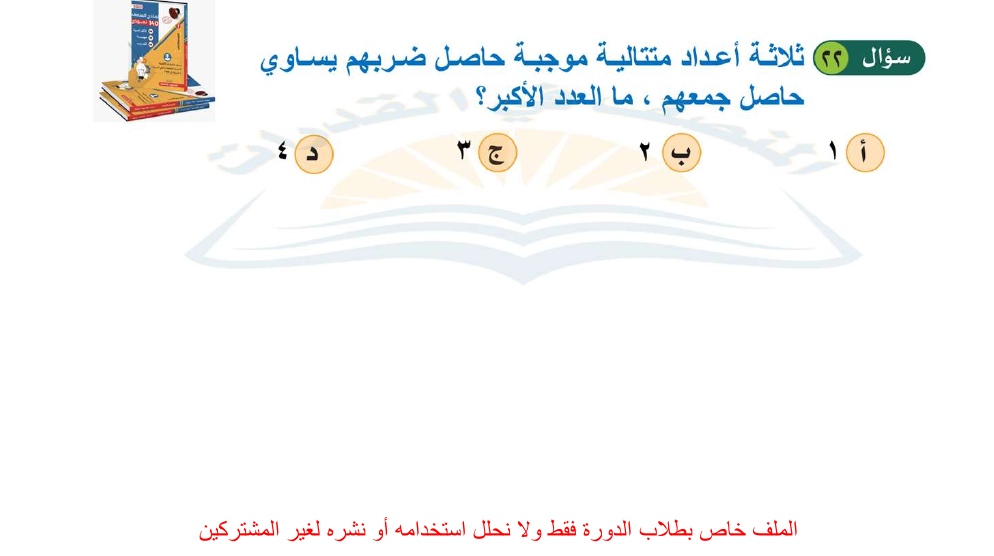 سؤال ٢٢
ثلاثة أعداد متتالية موجبة حاصل ضربهم يساوي
حاصل جمعهم ، ما العدد الأكبر؟
أ ١
ب ٢
ج ٣
د ٤
الملف خاص بطلاب الدورة فقط ولا نحلل استخدامه أو نشره لغير المشتركين